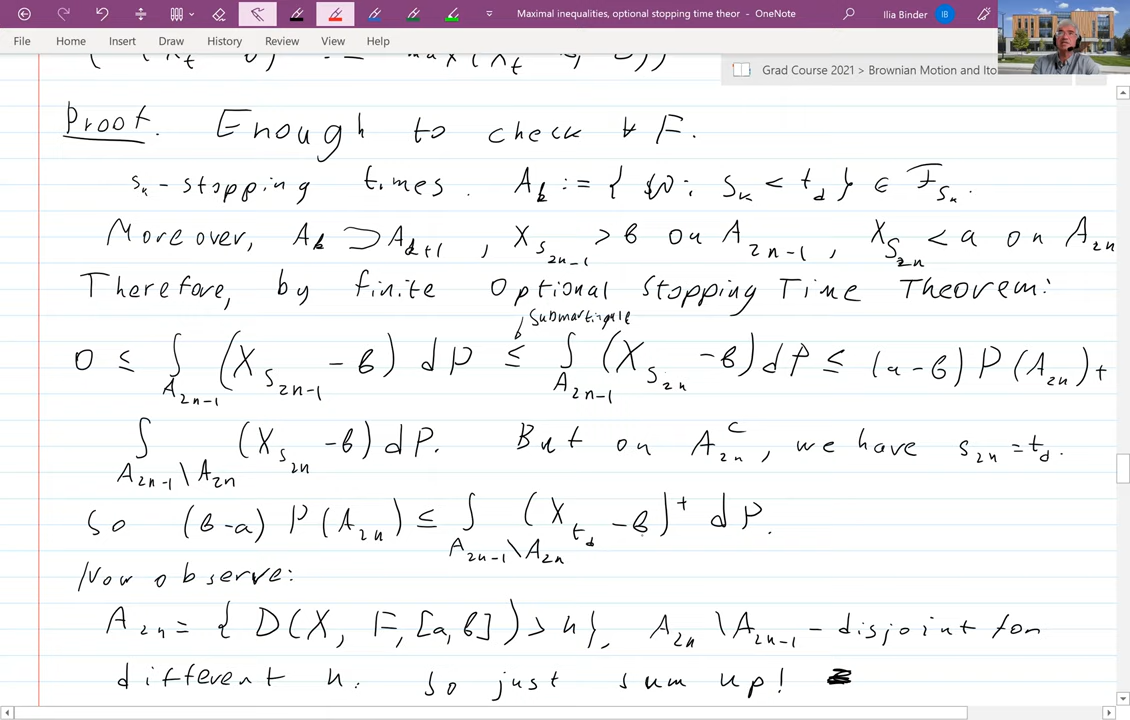 Maximal inequalities, optional stopping time theor - OneNote
Ilia Binder
IB
File Home Insert Draw History Review View Help
Grad Course 2021 > Brownian Motion and Ito
Proof. Enough to check ∀ F.
s_k - stopping times. A_k := { ω: s_k < t_d } ∈ F_{s_k}.
Moreover, A_k ⊃ A_{k+1}, X_{s_{2n-1}} > b on A_{2n-1}, X_{s_{2n}} < a on A_{2n}
Therefore, by finite Optional Stopping Time Theorem:
submartingale
0 ≤ ∫_{A_{2n-1}} (X_{s_{2n-1}} - b) dP ≤ ∫_{A_{2n-1}} (X_{s_{2n}} - b) dP ≤ (a-b) P(A_{2n}) +
∫_{A_{2n-1} \ A_{2n}} (X_{s_{2n}} - b) dP. But on A_{2n}^c, we have s_{2n} = t_d.
So (b-a) P(A_{2n}) ≤ ∫_{A_{2n-1} \ A_{2n}} (X_{t_d} - b)^+ dP.
Now observe:
A_{2n} = { D(X, F, [a,b]) > n }, A_{2n} \ A_{2n-1} - disjoint for
different n. So just sum up!